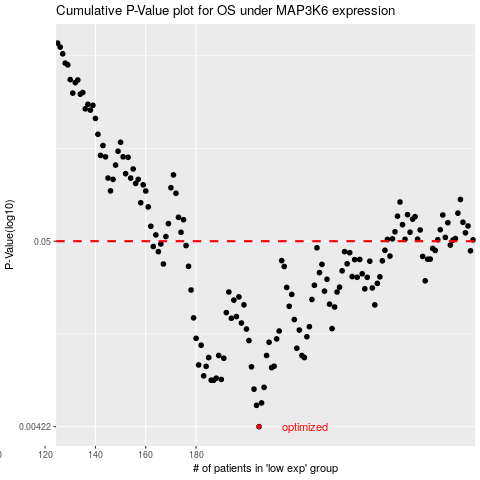 Cumulative P-Value plot for OS under MAP3K6 expression
P-Value(log10)
0.05
0.00422
optimized
0 120 140 160 180
# of patients in 'low exp' group